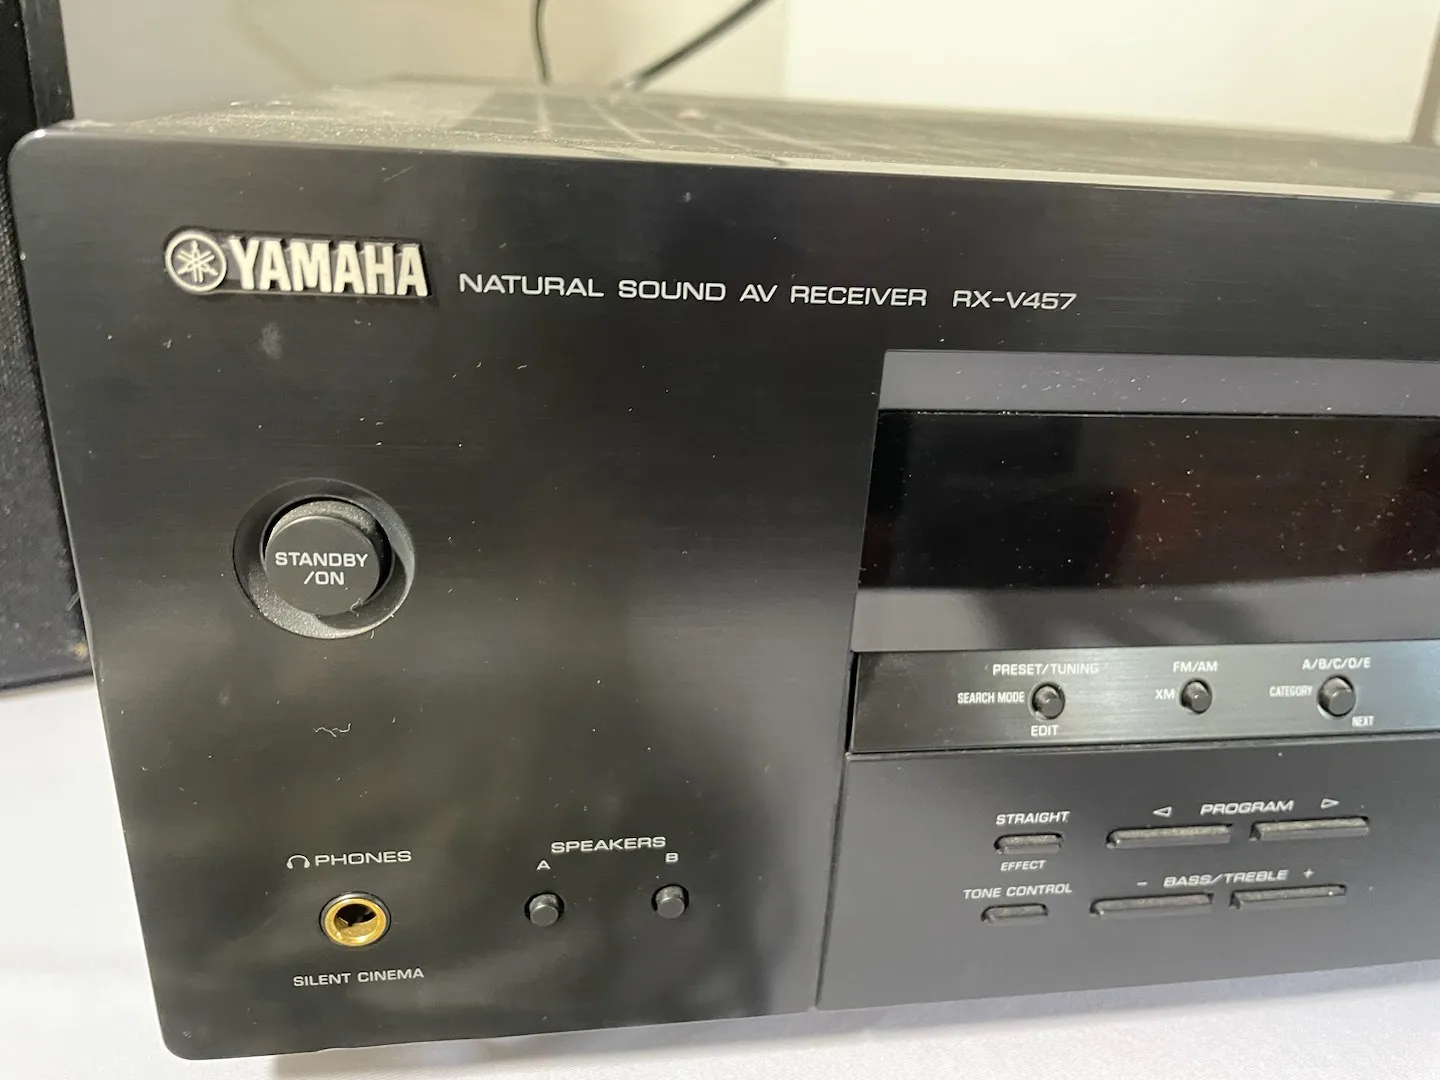 YAMAHA NATURAL SOUND AV RECEIVER RX-V457
STANDBY
/ON
PRESET/TUNING
SEARCH MODE
EDIT
FM/AM
XM
A/B/C/D/E
CATEGORY
NEXT
STRAIGHT
EFFECT
PROGRAM
TONE CONTROL
- BASS/TREBLE +
PHONES
SILENT CINEMA
SPEAKERS
A
B